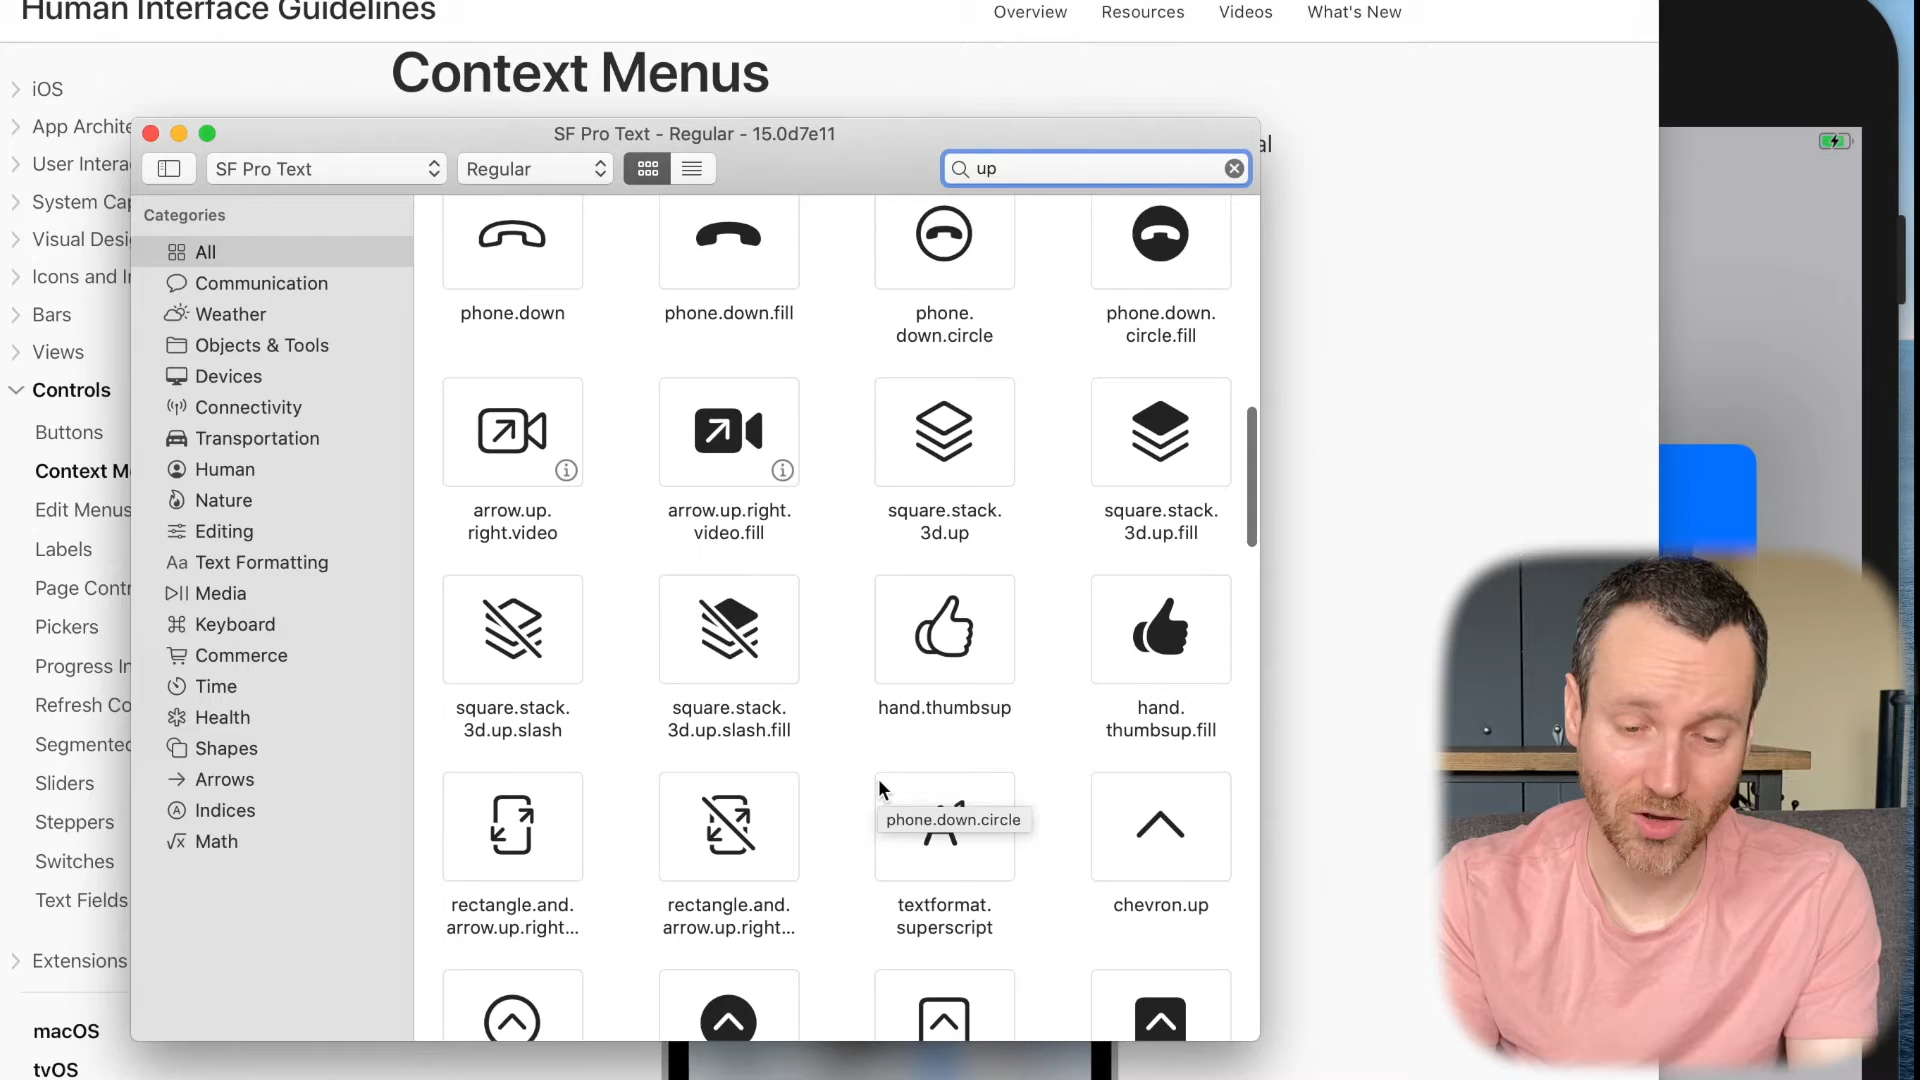 Human Interface Guidelines
Overview
Resources
Videos
What's New
Context Menus
iOS
App Archite
User Intera
System Cap
Visual Desi
Icons and I
Bars
Views
Controls
Buttons
Context M
Edit Menus
Labels
Page Contr
Pickers
Progress In
Refresh Co
Segmented
Sliders
Steppers
Switches
Text Fields
Extensions
macOS
tvOS
al
SF Pro Text - Regular - 15.0d7e11
SF Pro Text
Regular
up
Categories
All
Communication
Weather
Objects & Tools
Devices
Connectivity
Transportation
Human
Nature
Editing
Aa Text Formatting
Media
Keyboard
Commerce
Time
Health
Shapes
Arrows
Indices
Math
phone.down
phone.down.fill
phone.
down.circle
phone.down.
circle.fill
arrow.up.
right.video
arrow.up.right.
video.fill
square.stack.
3d.up
square.stack.
3d.up.fill
square.stack.
3d.up.slash
square.stack.
3d.up.slash.fill
hand.thumbsup
hand.
thumbsup.fill
phone.down.circle
rectangle.and.
arrow.up.right...
rectangle.and.
arrow.up.right...
textformat.
superscript
chevron.up